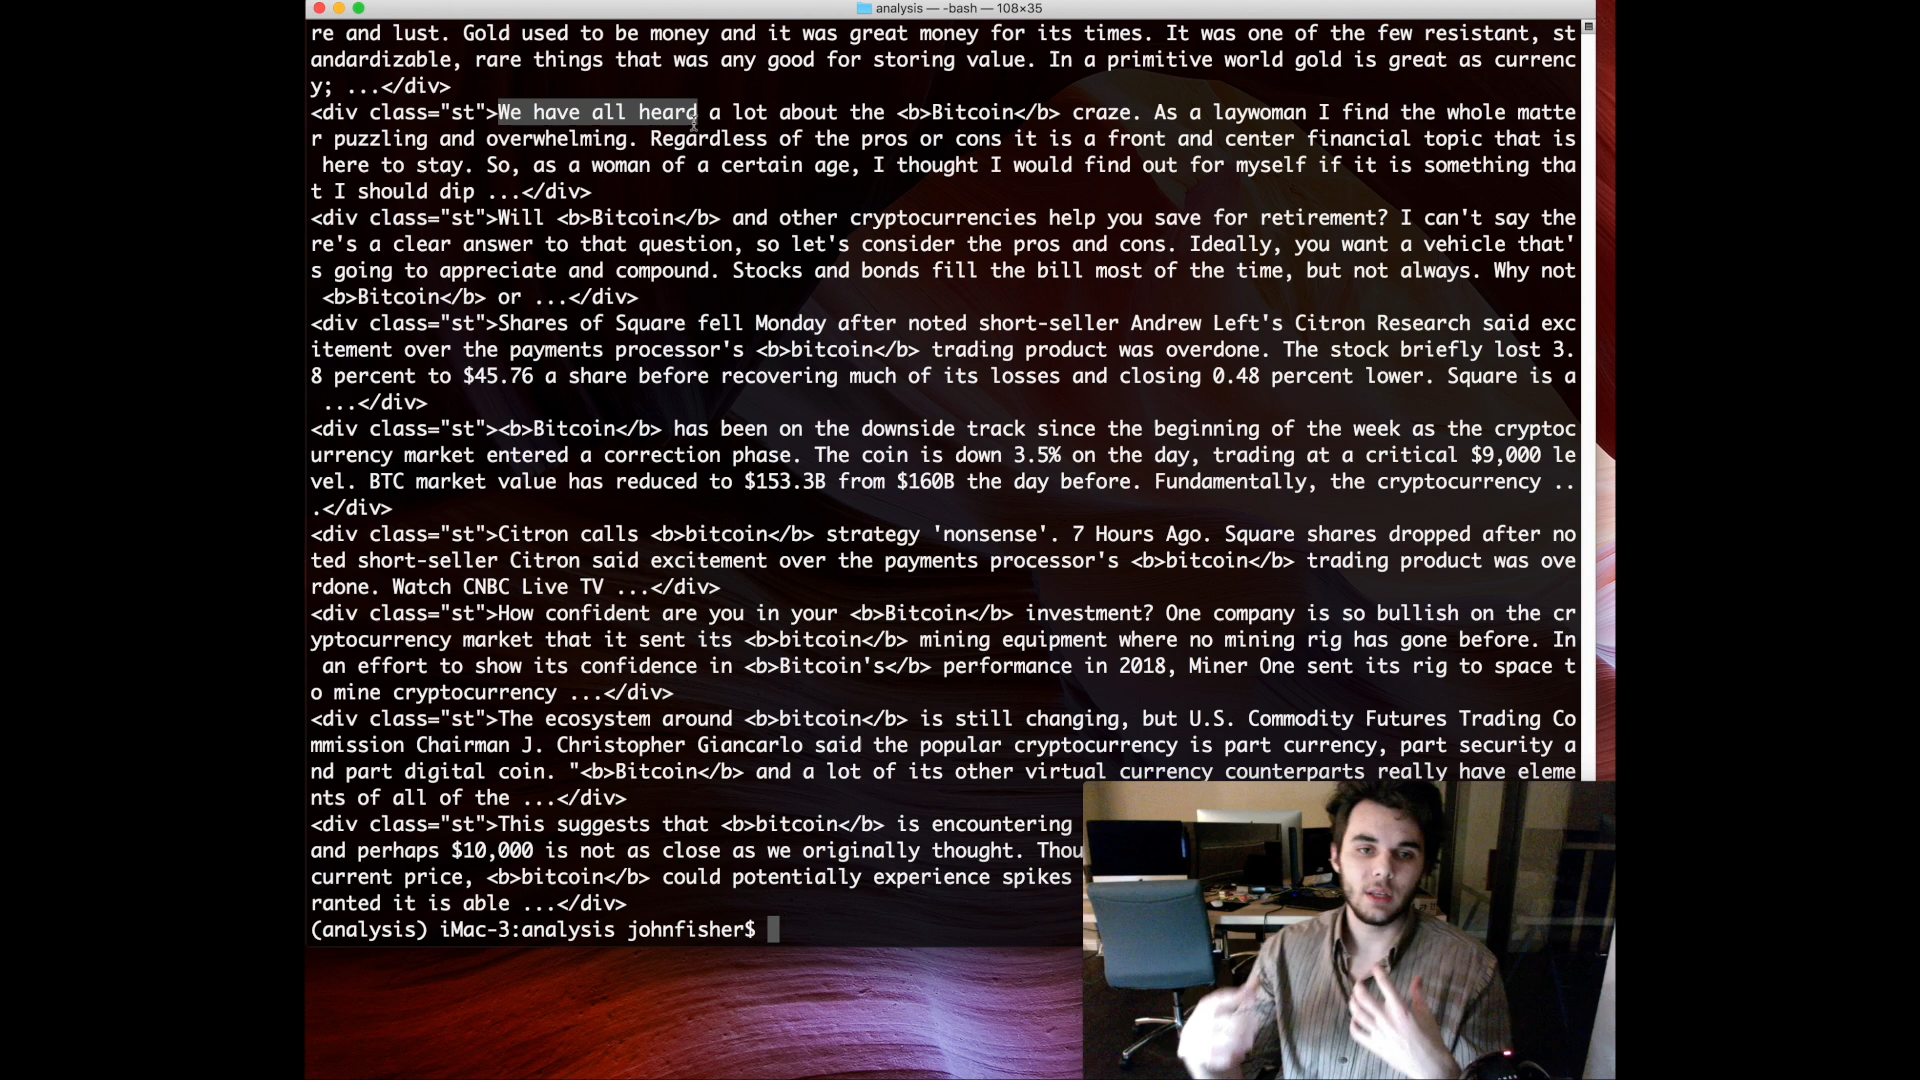 analysis — -bash — 108×35
re and lust. Gold used to be money and it was great money for its times. It was one of the few resistant, st
andardizable, rare things that was any good for storing value. In a primitive world gold is great as currenc
y; ...</div>
<div class="st">We have all heard a lot about the <b>Bitcoin</b> craze. As a laywoman I find the whole matte
r puzzling and overwhelming. Regardless of the pros or cons it is a front and center financial topic that is
 here to stay. So, as a woman of a certain age, I thought I would find out for myself if it is something tha
t I should dip ...</div>
<div class="st">Will <b>Bitcoin</b> and other cryptocurrencies help you save for retirement? I can't say the
re's a clear answer to that question, so let's consider the pros and cons. Ideally, you want a vehicle that'
s going to appreciate and compound. Stocks and bonds fill the bill most of the time, but not always. Why not
 <b>Bitcoin</b> or ...</div>
<div class="st">Shares of Square fell Monday after noted short-seller Andrew Left's Citron Research said exc
itement over the payments processor's <b>bitcoin</b> trading product was overdone. The stock briefly lost 3.
8 percent to $45.76 a share before recovering much of its losses and closing 0.48 percent lower. Square is a
 ...</div>
<div class="st"><b>Bitcoin</b> has been on the downside track since the beginning of the week as the cryptoc
urrency market entered a correction phase. The coin is down 3.5% on the day, trading at a critical $9,000 le
vel. BTC market value has reduced to $153.3B from $160B the day before. Fundamentally, the cryptocurrency ..
.</div>
<div class="st">Citron calls <b>bitcoin</b> strategy 'nonsense'. 7 Hours Ago. Square shares dropped after no
ted short-seller Citron said excitement over the payments processor's <b>bitcoin</b> trading product was ove
rdone. Watch CNBC Live TV ...</div>
<div class="st">How confident are you in your <b>Bitcoin</b> investment? One company is so bullish on the cr
yptocurrency market that it sent its <b>bitcoin</b> mining equipment where no mining rig has gone before. In
 an effort to show its confidence in <b>Bitcoin's</b> performance in 2018, Miner One sent its rig to space t
o mine cryptocurrency ...</div>
<div class="st">The ecosystem around <b>bitcoin</b> is still changing, but U.S. Commodity Futures Trading Co
mmission Chairman J. Christopher Giancarlo said the popular cryptocurrency is part currency, part security a
nd part digital coin. "<b>Bitcoin</b> and a lot of its other virtual currency counterparts really have eleme
nts of all of the ...</div>
<div class="st">This suggests that <b>bitcoin</b> is encountering
and perhaps $10,000 is not as close as we originally thought. Thou
current price, <b>bitcoin</b> could potentially experience spikes
ranted it is able ...</div>
(analysis) iMac-3:analysis johnfisher$